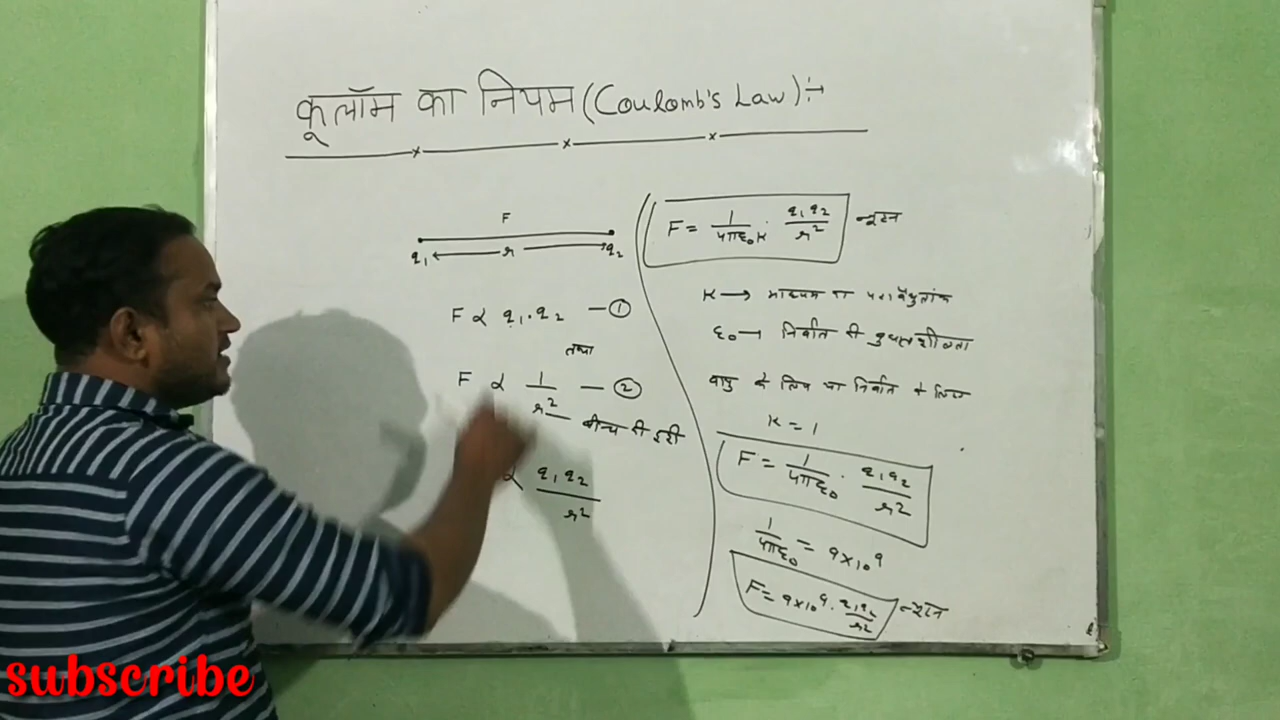 कूलॉम का नियम (Coulomb's Law) :-
F
q₁ ← r → q₂
F ∝ q₁.q₂ — ①
तथा
F ∝ 1/r² — ②
बीच की दूरी
∝ q₁q₂/r²
F = 1/4πε₀K . q₁q₂/r² न्यूटन
K → माध्यम का परावैद्युतांक
ε₀ → निर्वात की विद्युतशीलता
वायु के लिए या निर्वात के लिए
K = 1
F = 1/4πε₀ . q₁q₂/r²
1/4πε₀ = 9×10⁹
F = 9×10⁹ . q₁q₂/r² न्यूटन
subscribe